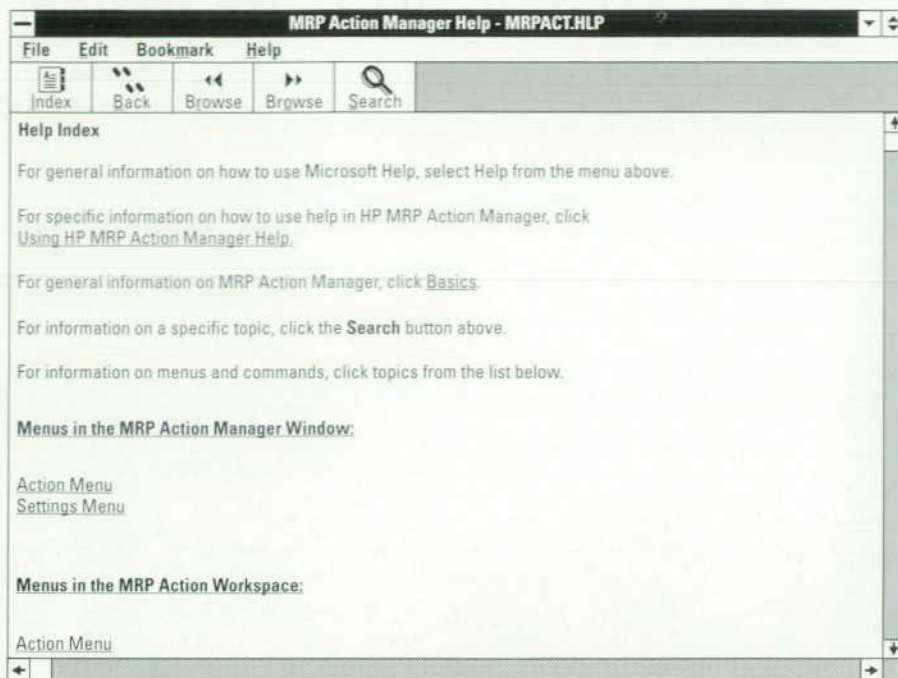 MRP Action Manager Help - MRPACT.HLP
File Edit Bookmark Help
Index Back Browse Browse Search
Help Index
For general information on how to use Microsoft Help, select Help from the menu above.
For specific information on how to use help in HP MRP Action Manager, click
Using HP MRP Action Manager Help.
For general information on MRP Action Manager, click Basics.
For information on a specific topic, click the Search button above.
For information on menus and commands, click topics from the list below.
Menus in the MRP Action Manager Window:
Action Menu
Settings Menu
Menus in the MRP Action Workspace:
Action Menu